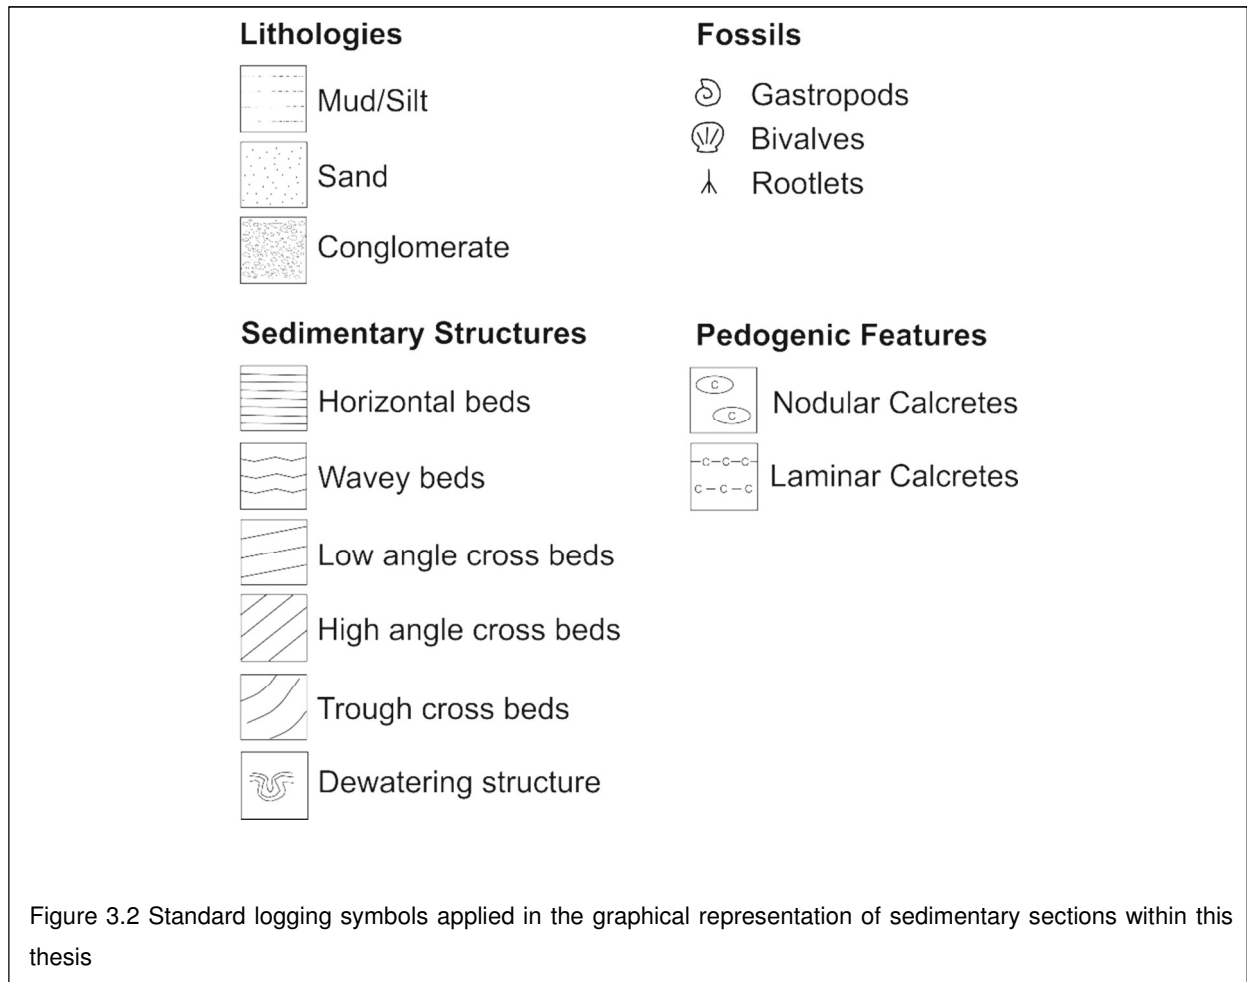 Lithologies
Mud/Silt
Sand
Conglomerate
Fossils
Gastropods
Bivalves
Rootlets
Sedimentary Structures
Horizontal beds
Wavey beds
Low angle cross beds
High angle cross beds
Trough cross beds
Dewatering structure
Pedogenic Features
C
C
Nodular Calcretes
C C C
C C C
Laminar Calcretes
Figure 3.2 Standard logging symbols applied in the graphical representation of sedimentary sections within this
thesis